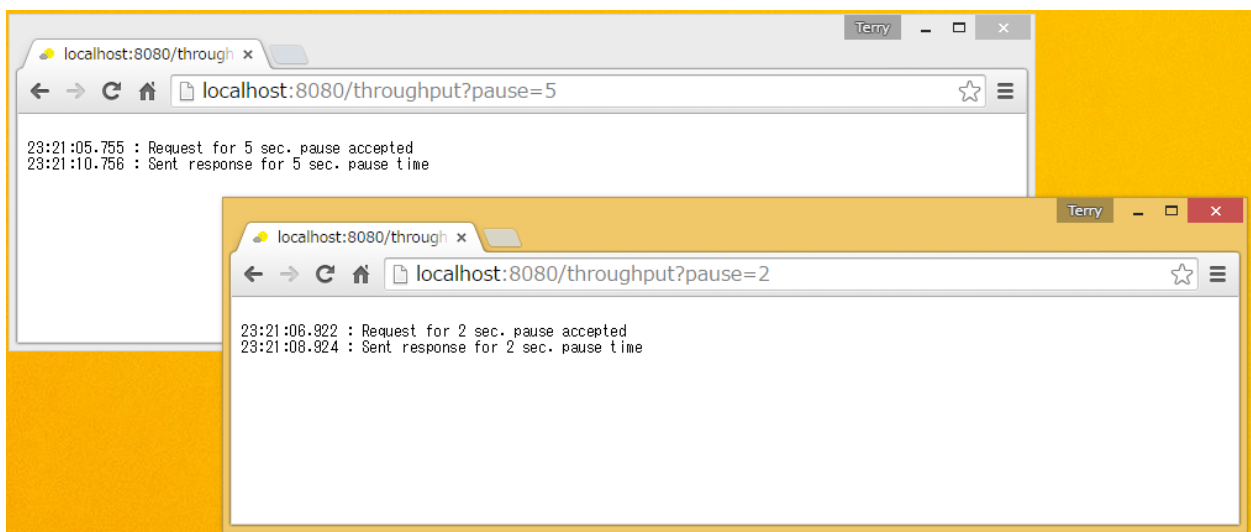 Terry
localhost:8080/through
localhost:8080/throughput?pause=5
23:21:05.755 : Request for 5 sec. pause accepted
23:21:10.756 : Sent response for 5 sec. pause time
Terry
localhost:8080/through
localhost:8080/throughput?pause=2
23:21:06.922 : Request for 2 sec. pause accepted
23:21:08.924 : Sent response for 2 sec. pause time